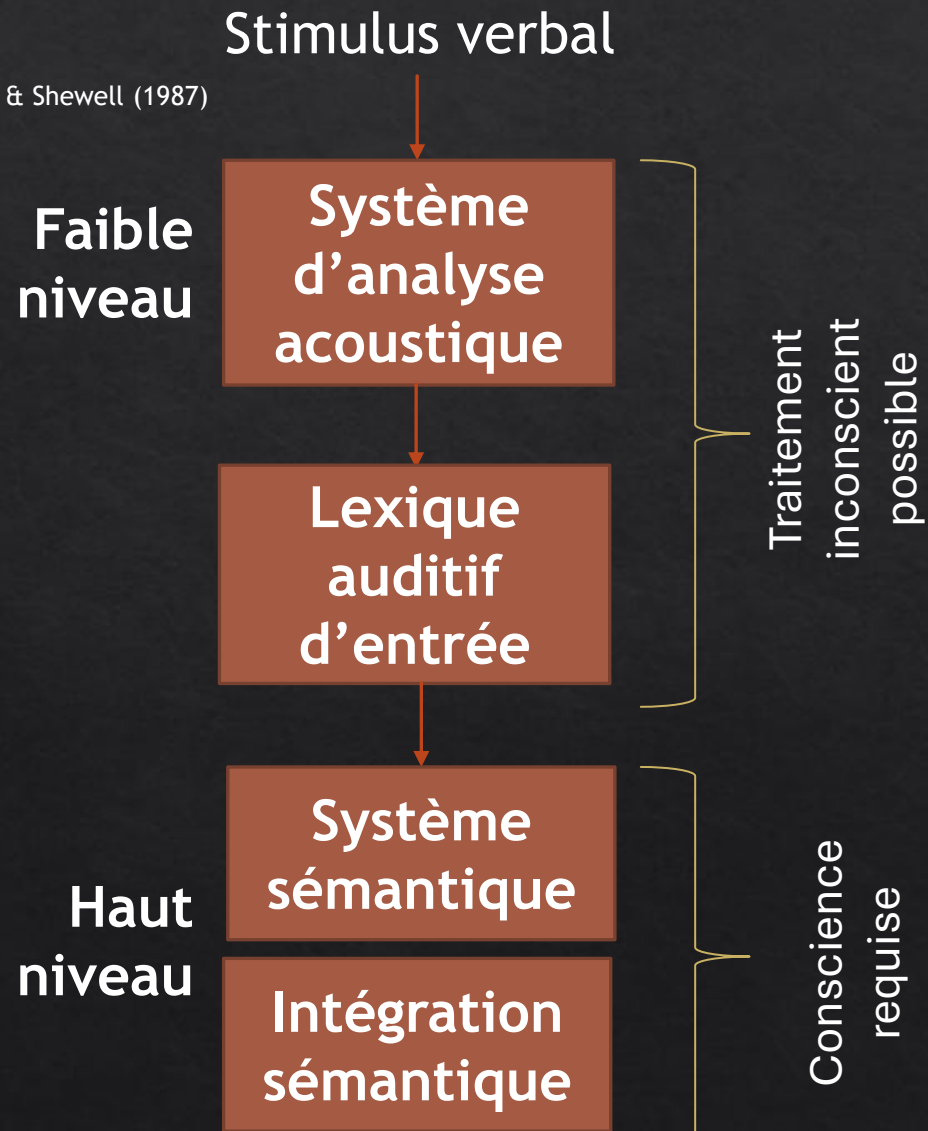 Stimulus verbal
& Shewell (1987)
Faible
niveau
Système
d’analyse
acoustique
Lexique
auditif
d’entrée
Traitement
inconscient
possible
Haut
niveau
Système
sémantique
Intégration
sémantique
Conscience
requise